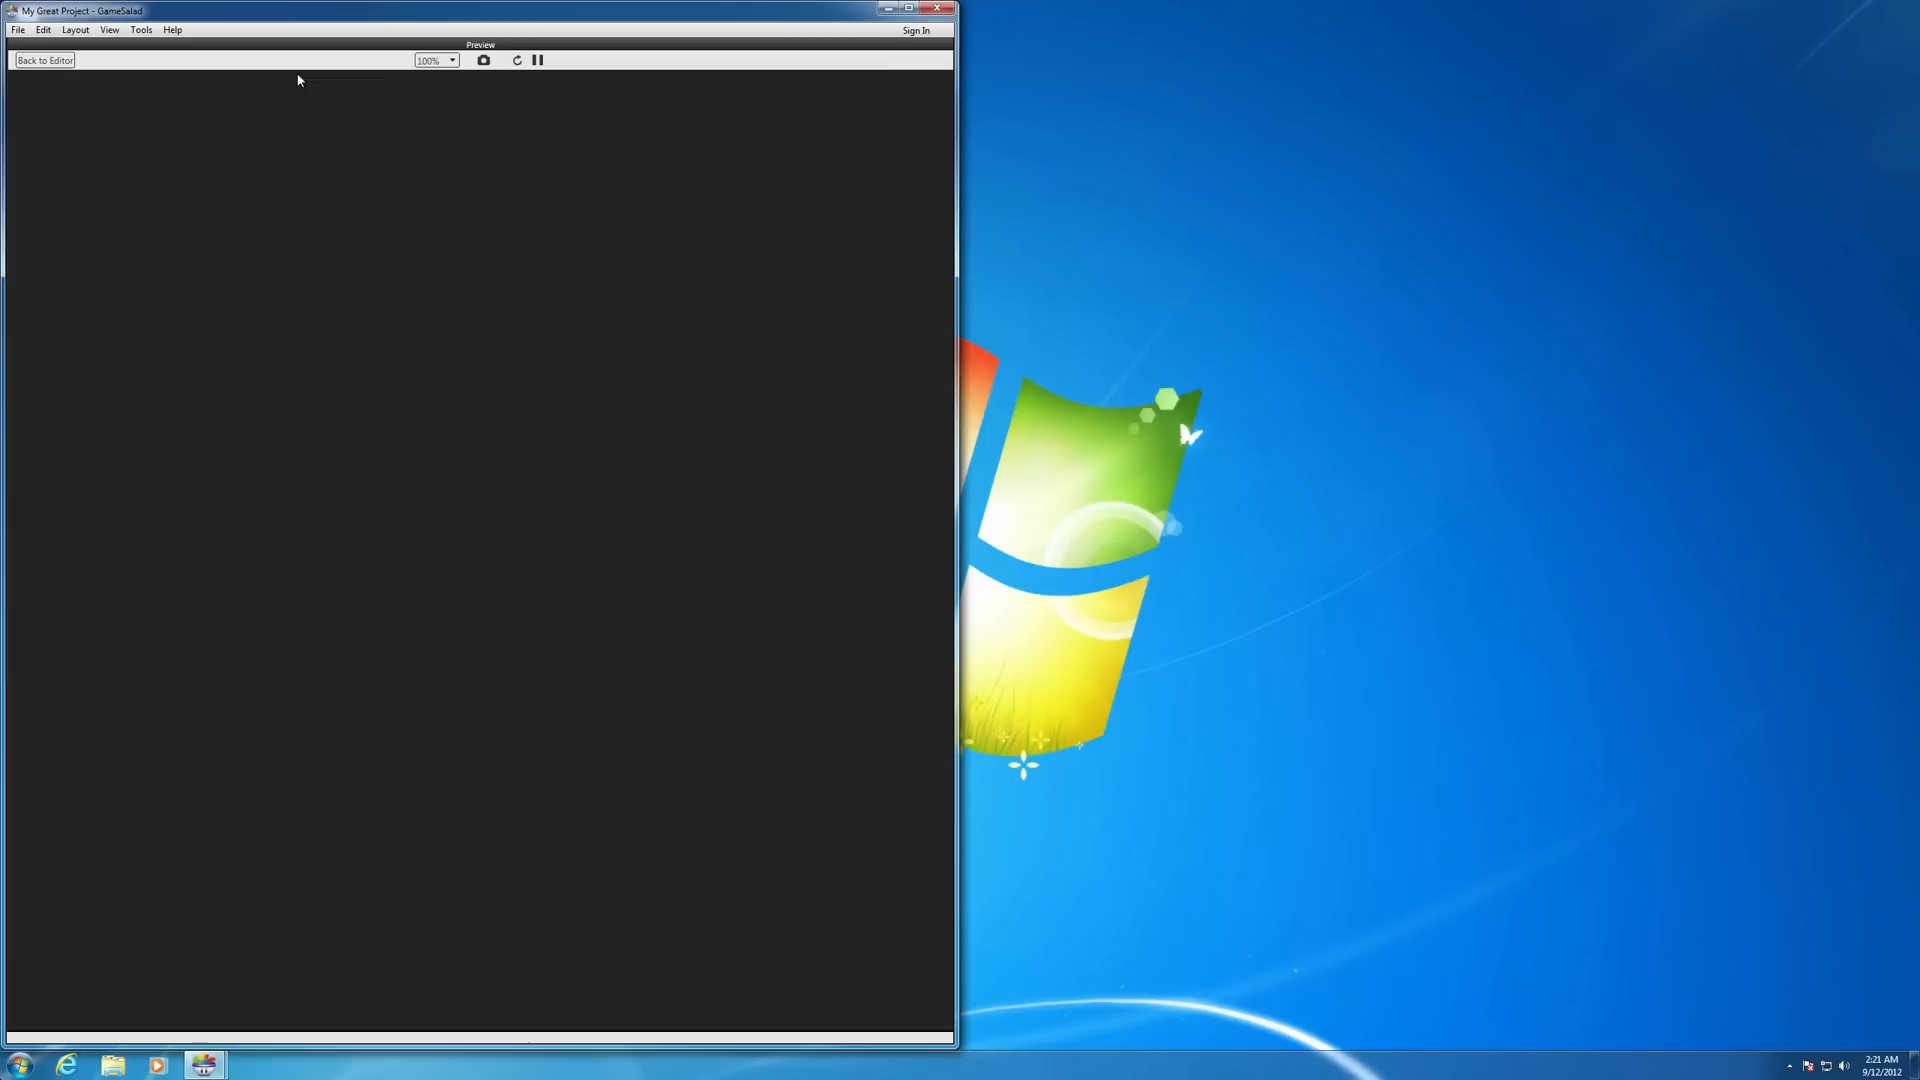 My Great Project - GameSalad
File Edit Layout View Tools Help Sign In
Preview
Back to Editor 100%
2:21 AM
9/12/2012